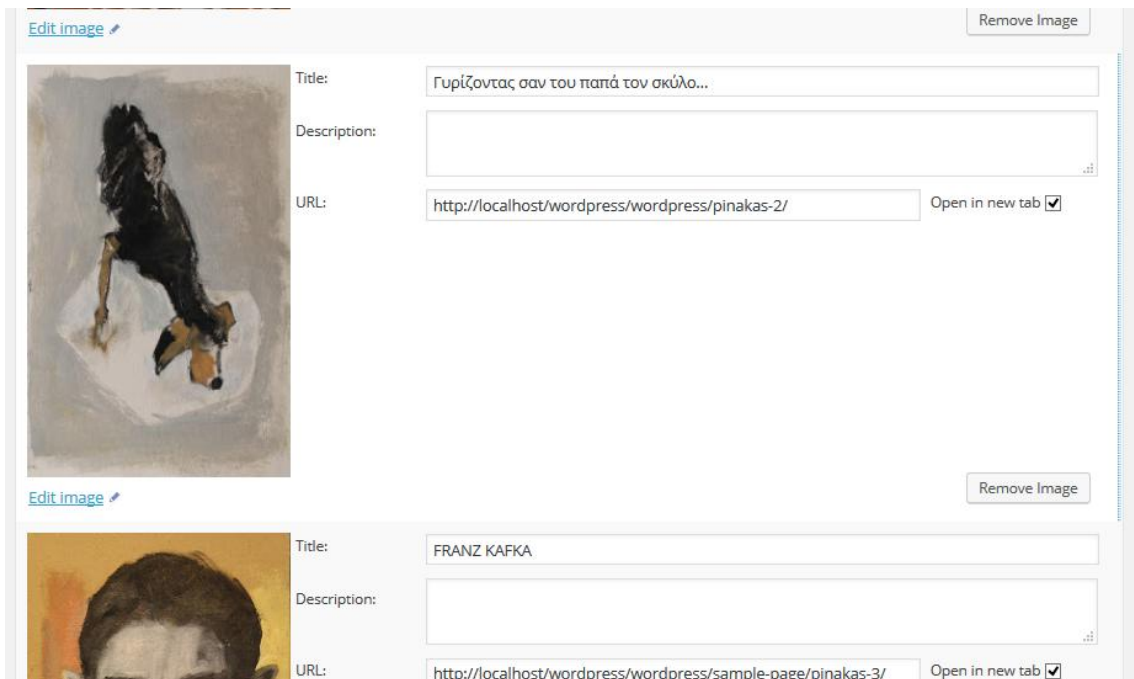 Edit image
Remove Image
Title:
Γυρίζοντας σαν του παπά τον σκύλο...
Description:
URL:
http://localhost/wordpress/wordpress/pinakas-2/
Open in new tab
Edit image
Remove Image
Title:
FRANZ KAFKA
Description:
URL:
http://localhost/wordpress/wordpress/sample-page/pinakas-3/
Open in new tab